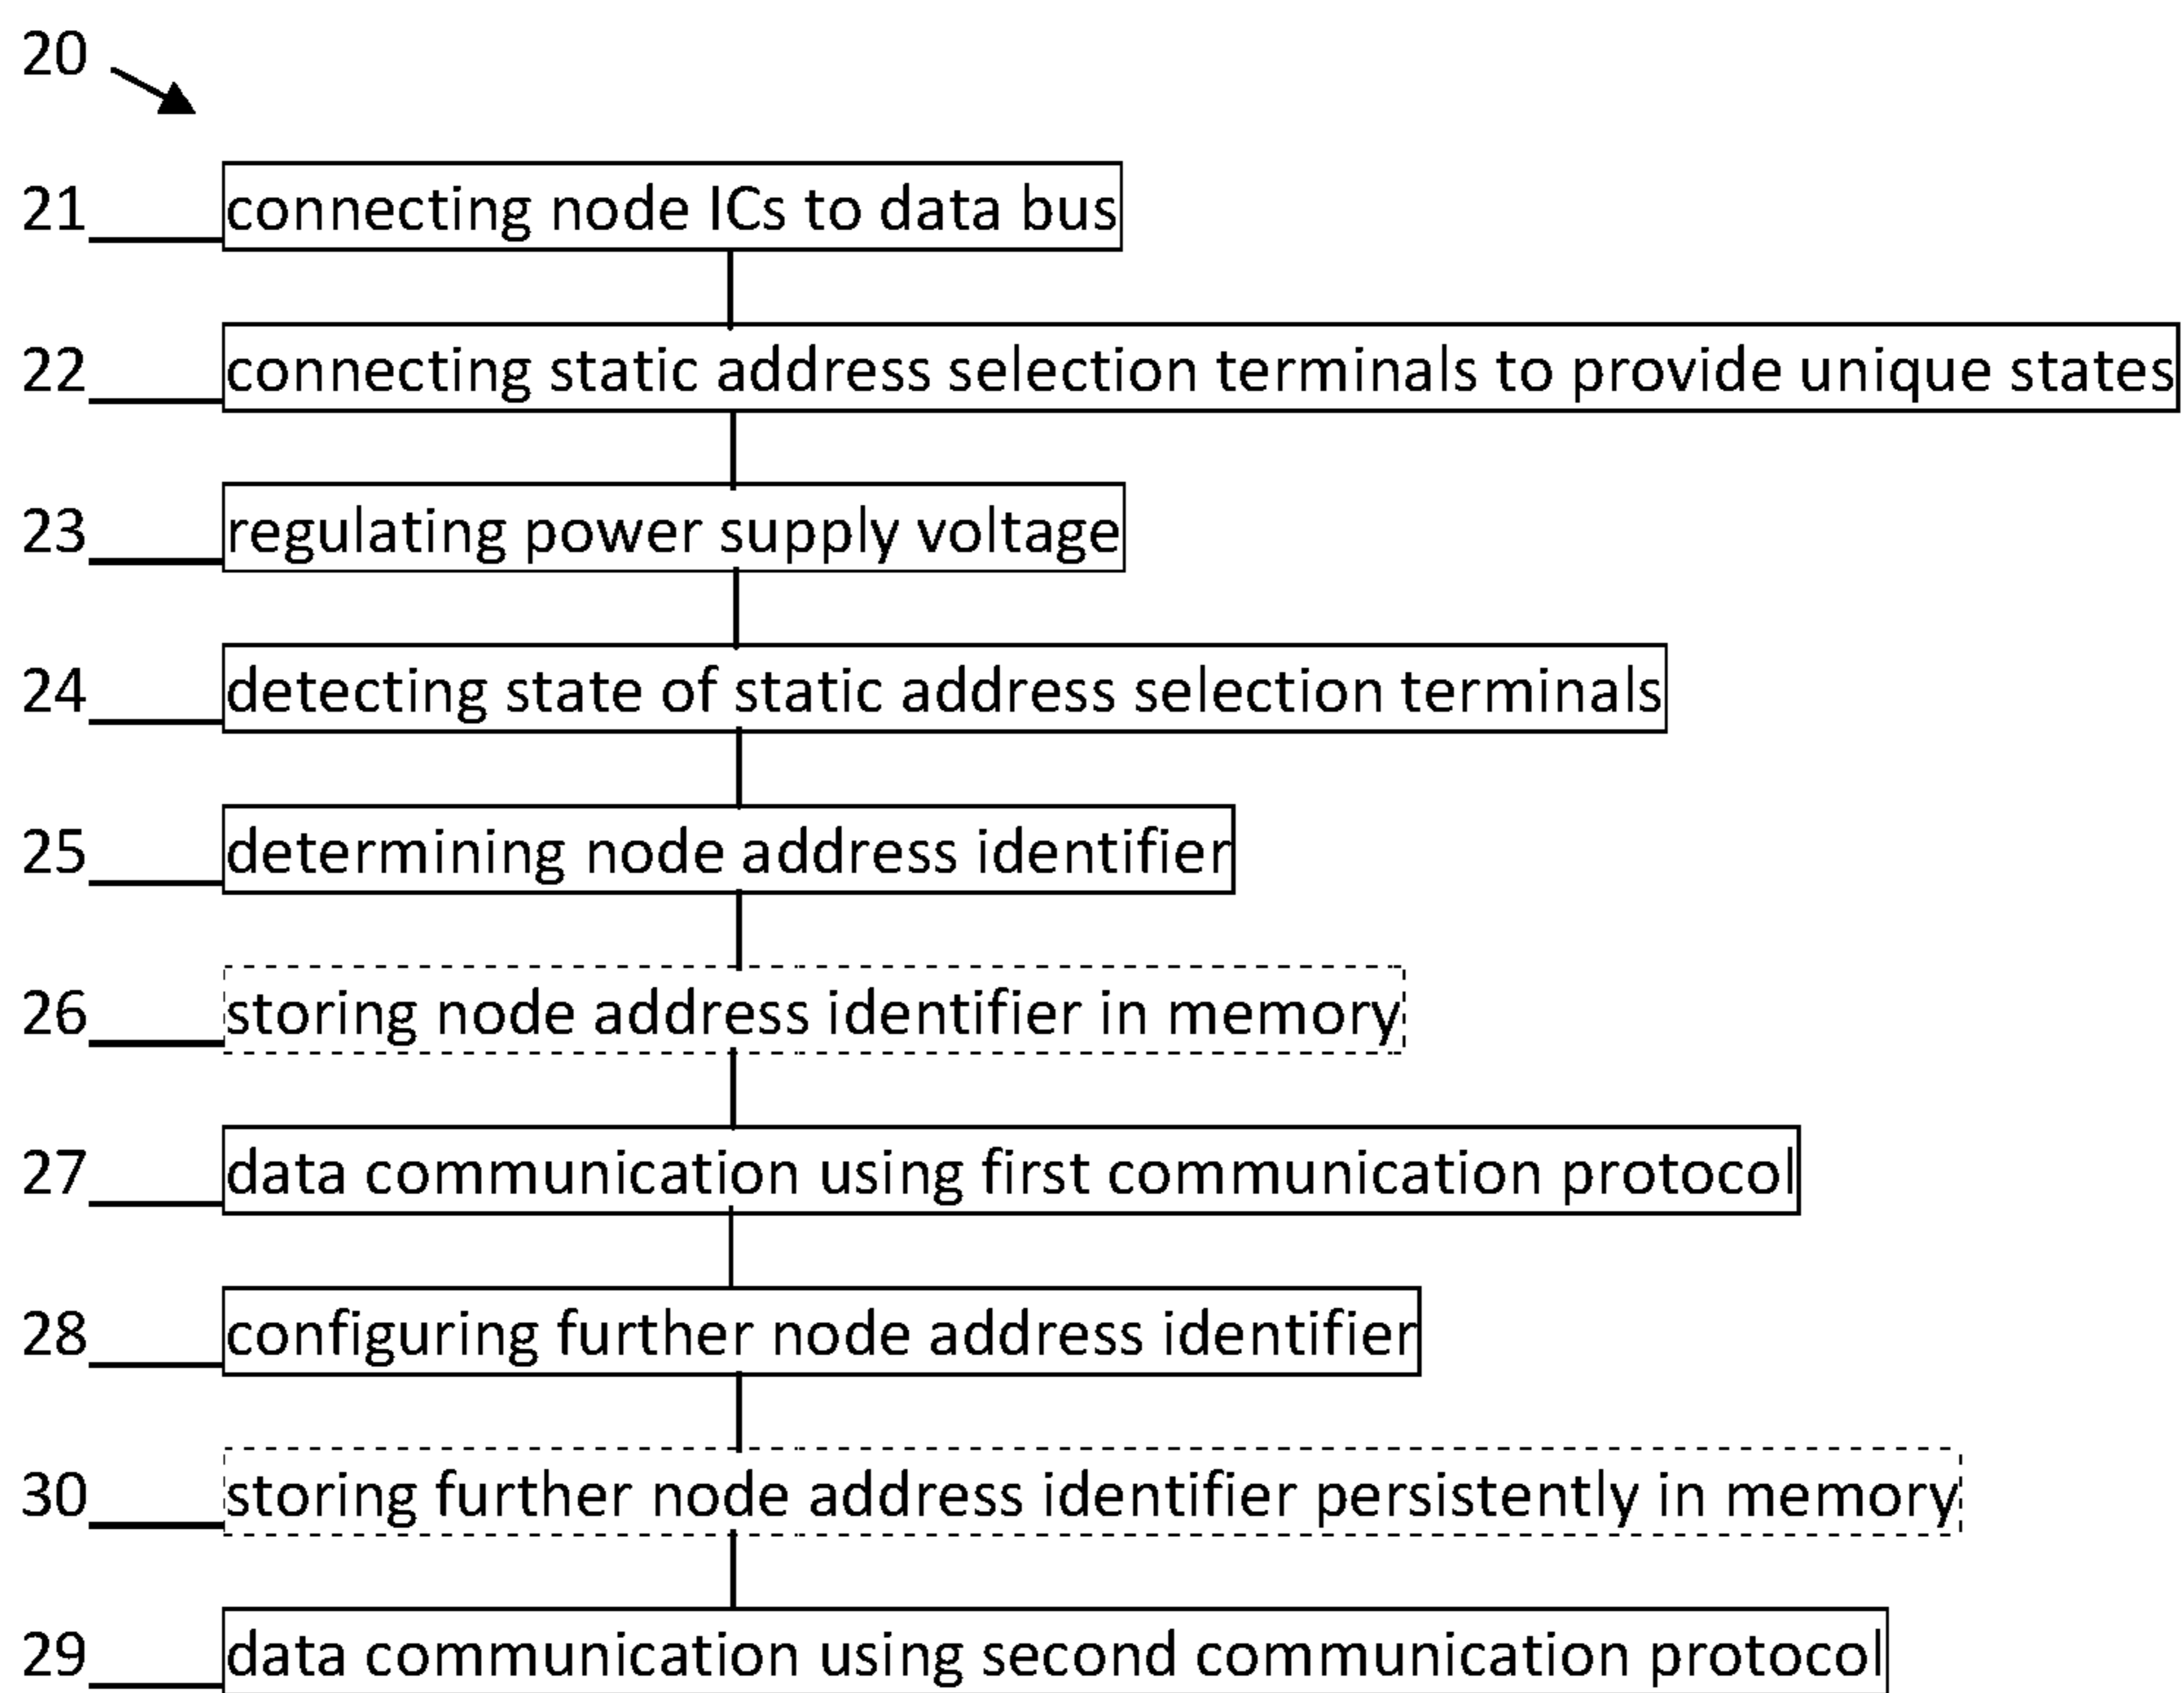 20
21 connecting node ICs to data bus
22 connecting static address selection terminals to provide unique states
23 regulating power supply voltage
24 detecting state of static address selection terminals
25 determining node address identifier
26 storing node address identifier in memory
27 data communication using first communication protocol
28 configuring further node address identifier
30 storing further node address identifier persistently in memory
29 data communication using second communication protocol